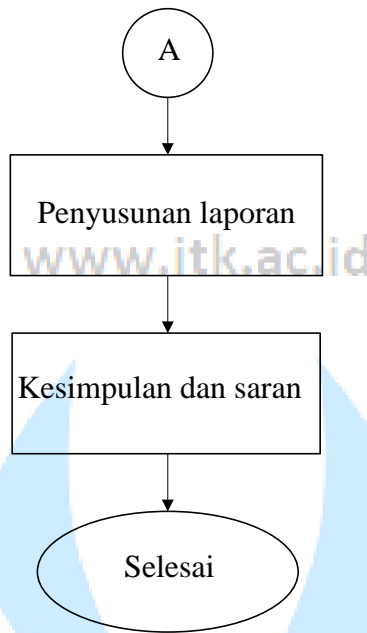 A
Penyusunan laporan
www.itk.ac.id
Kesimpulan dan saran
Selesai